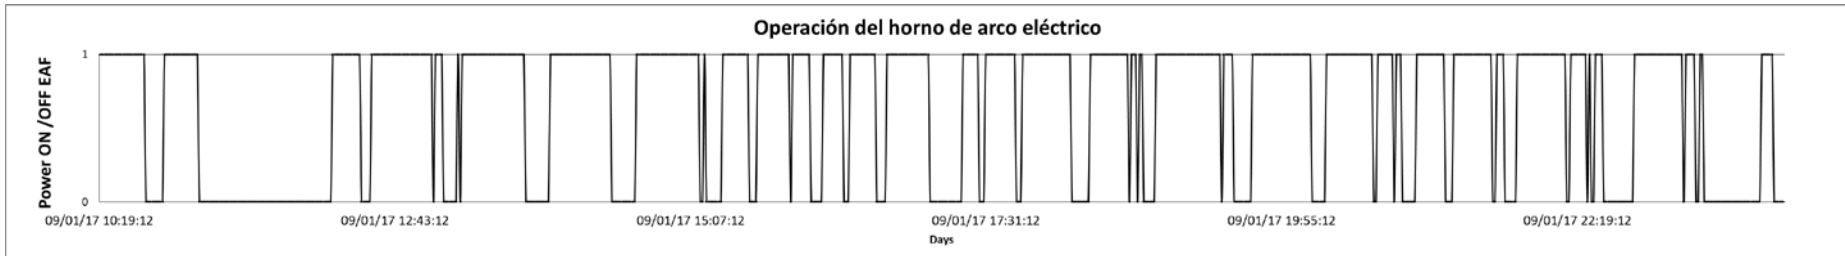 Operación del horno de arco eléctrico
Power ON /OFF EAF
1
0
09/01/17 10:19:12
09/01/17 12:43:12
09/01/17 15:07:12
09/01/17 17:31:12
09/01/17 19:55:12
09/01/17 22:19:12
Days